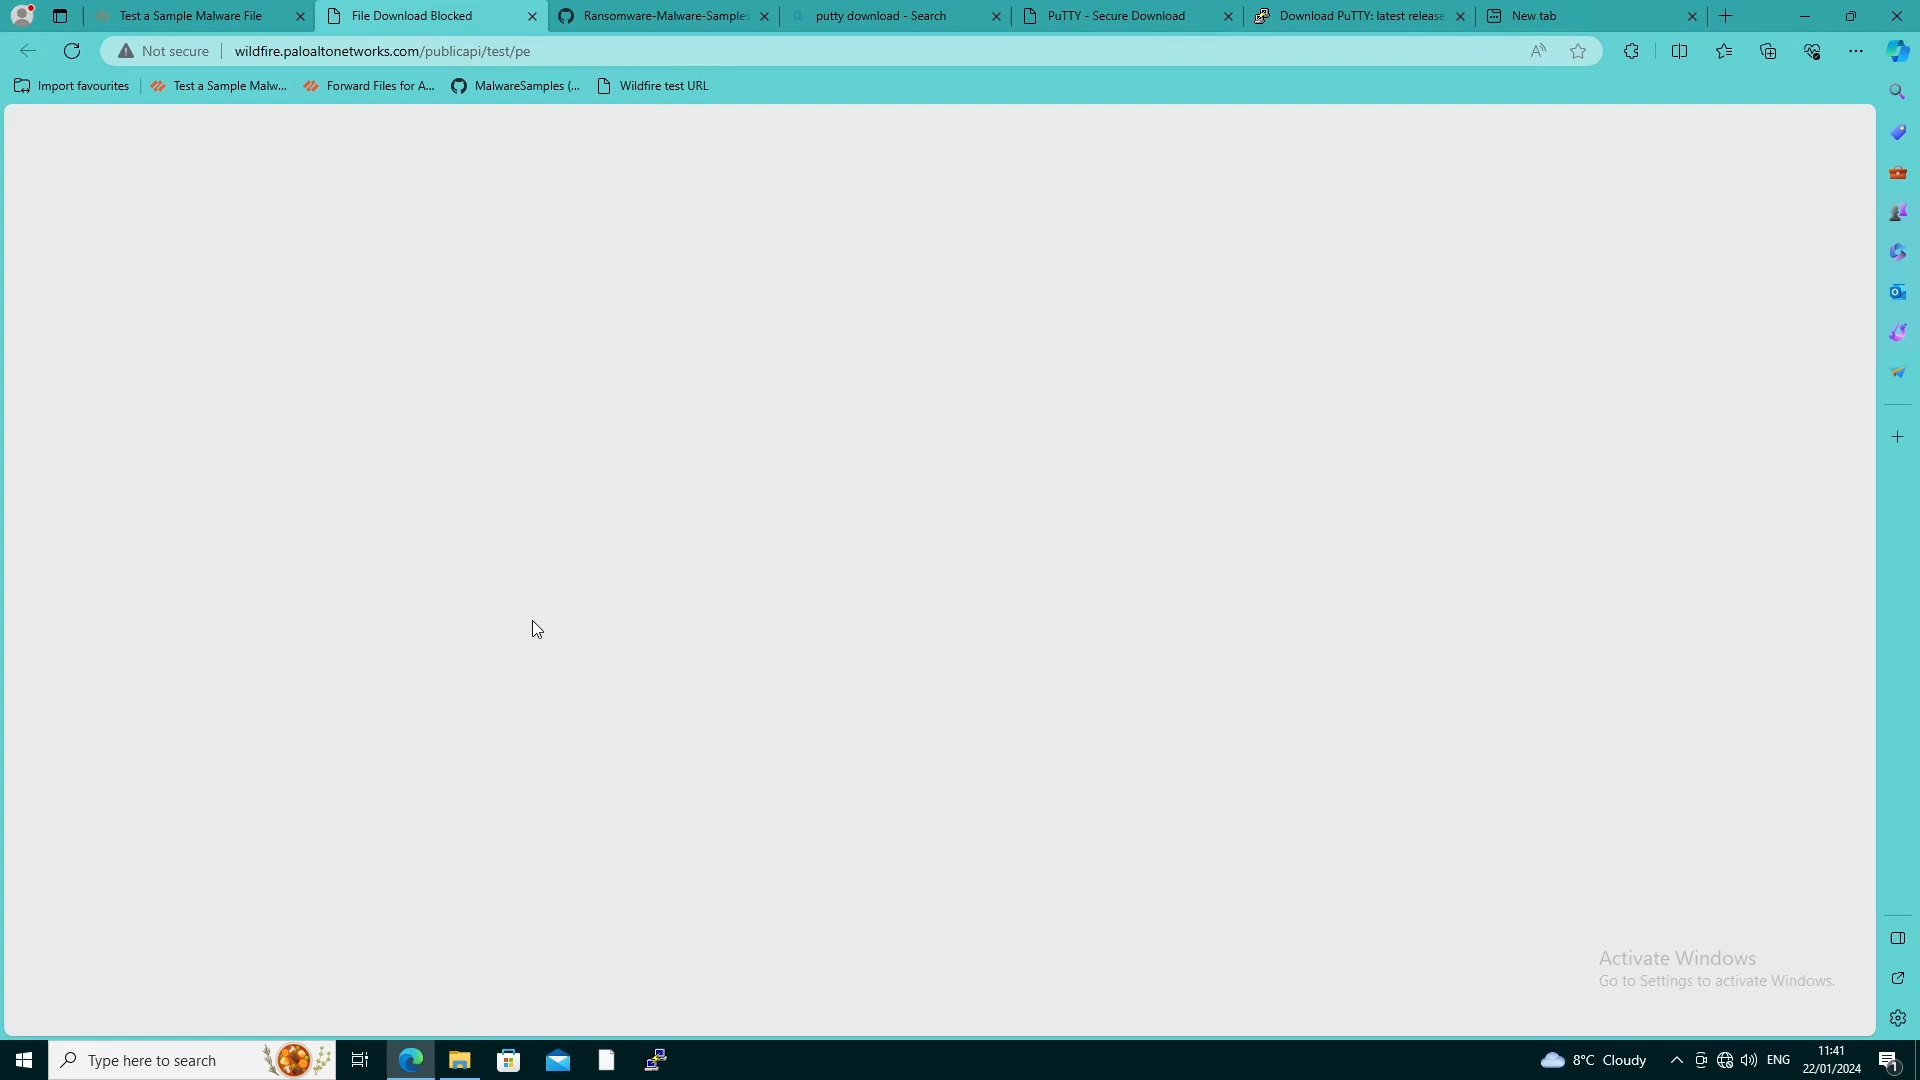 Test a Sample Malware File
File Download Blocked
Ransomware-Malware-Samples
putty download - Search
PuTTY - Secure Download
Download PuTTY: latest release
New tab
Not secure
wildfire.paloaltonetworks.com/publicapi/test/pe
Import favourites
Test a Sample Malw...
Forward Files for A...
MalwareSamples (...
Wildfire test URL
Activate Windows
Go to Settings to activate Windows.
Type here to search
8°C Cloudy
ENG
11:41
22/01/2024
1